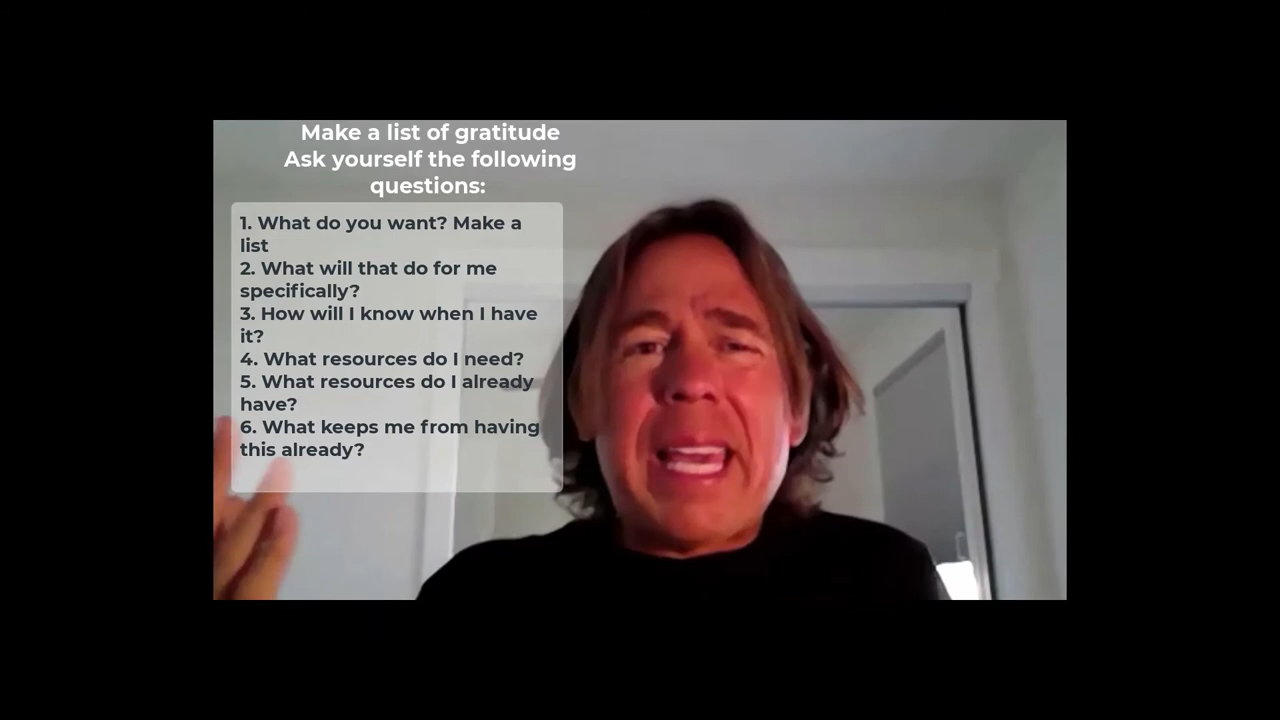 Make a list of gratitude
Ask yourself the following
questions:
1. What do you want? Make a
list
2. What will that do for me
specifically?
3. How will I know when I have
it?
4. What resources do I need?
5. What resources do I already
have?
6. What keeps me from having
this already?